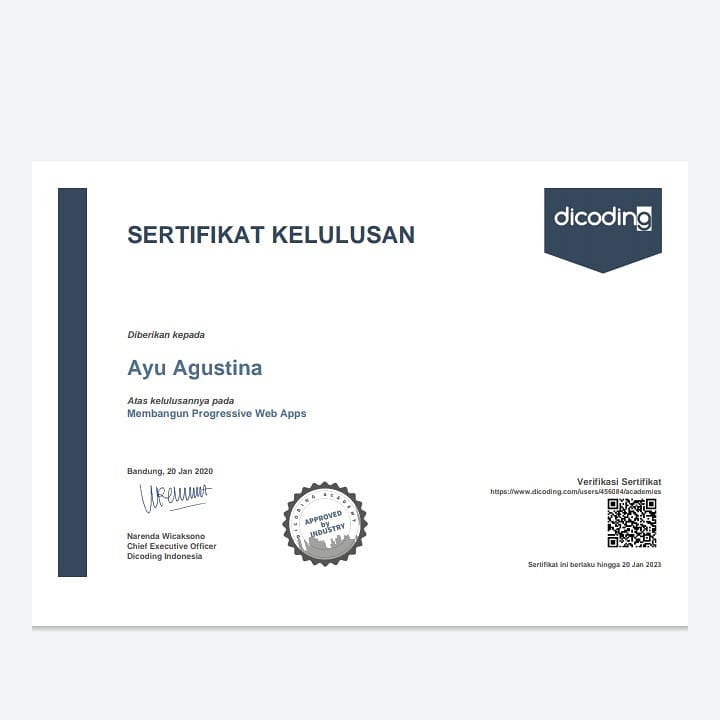 dicoding
SERTIFIKAT KELULUSAN
Diberikan kepada
Ayu Agustina
Atas kelulusannya pada
Membangun Progressive Web Apps
Bandung, 20 Jan 2020
Narenda Wicaksono
Chief Executive Officer
Dicoding Indonesia
DICODING ACADEMY
APPROVED
by
INDUSTRY
Verifikasi Sertifikat
https://www.dicoding.com/users/456084/academies
Sertifikat ini berlaku hingga 20 Jan 2023